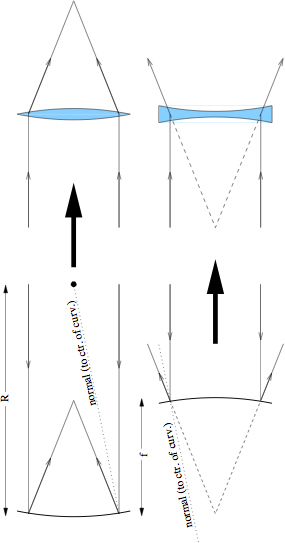 normal (to ctr. of curv.)
R
f
normal (to ctr. of curv.)